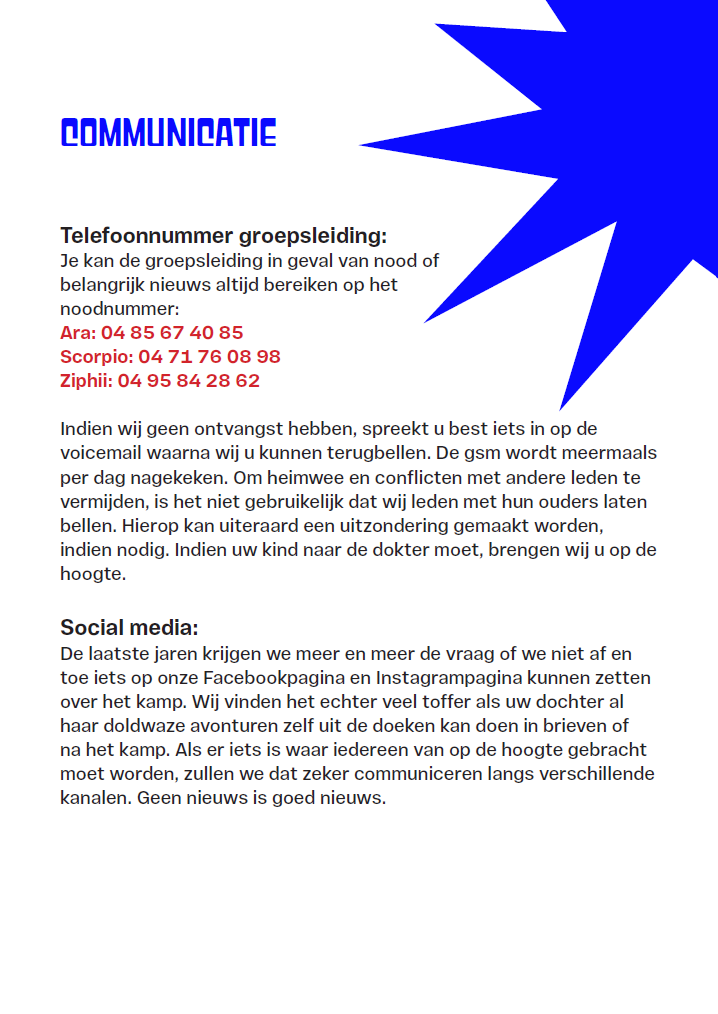 COMMUNICATIE
Telefoonnummer groepsleiding:
Je kan de groepsleiding in geval van nood of
belangrijk nieuws altijd bereiken op het
noodnummer:
Ara: 04 85 67 40 85
Scorpio: 04 71 76 08 98
Ziphii: 04 95 84 28 62
Indien wij geen ontvangst hebben, spreekt u best iets in op de
voicemail waarna wij u kunnen terugbellen. De gsm wordt meermaals
per dag nagekeken. Om heimwee en conflicten met andere leden te
vermijden, is het niet gebruikelijk dat wij leden met hun ouders laten
bellen. Hierop kan uiteraard een uitzondering gemaakt worden,
indien nodig. Indien uw kind naar de dokter moet, brengen wij u op de
hoogte.
Social media:
De laatste jaren krijgen we meer en meer de vraag of we niet af en
toe iets op onze Facebookpagina en Instagrampagina kunnen zetten
over het kamp. Wij vinden het echter veel toffer als uw dochter al
haar doldwaze avonturen zelf uit de doeken kan doen in brieven of
na het kamp. Als er iets is waar iedereen van op de hoogte gebracht
moet worden, zullen we dat zeker communiceren langs verschillende
kanalen. Geen nieuws is goed nieuws.